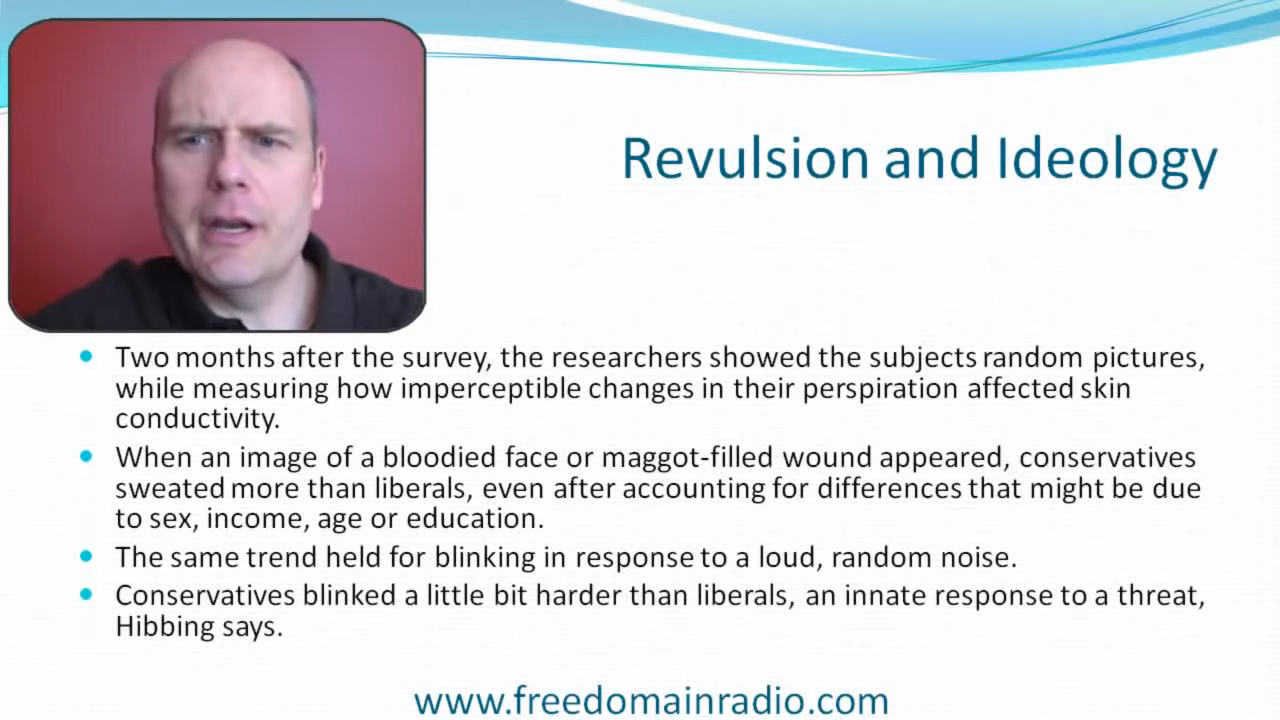 Revulsion and Ideology
Two months after the survey, the researchers showed the subjects random pictures,
while measuring how imperceptible changes in their perspiration affected skin
conductivity.
When an image of a bloodied face or maggot-filled wound appeared, conservatives
sweated more than liberals, even after accounting for differences that might be due
to sex, income, age or education.
The same trend held for blinking in response to a loud, random noise.
Conservatives blinked a little bit harder than liberals, an innate response to a threat,
Hibbing says.
www.freedomainradio.com